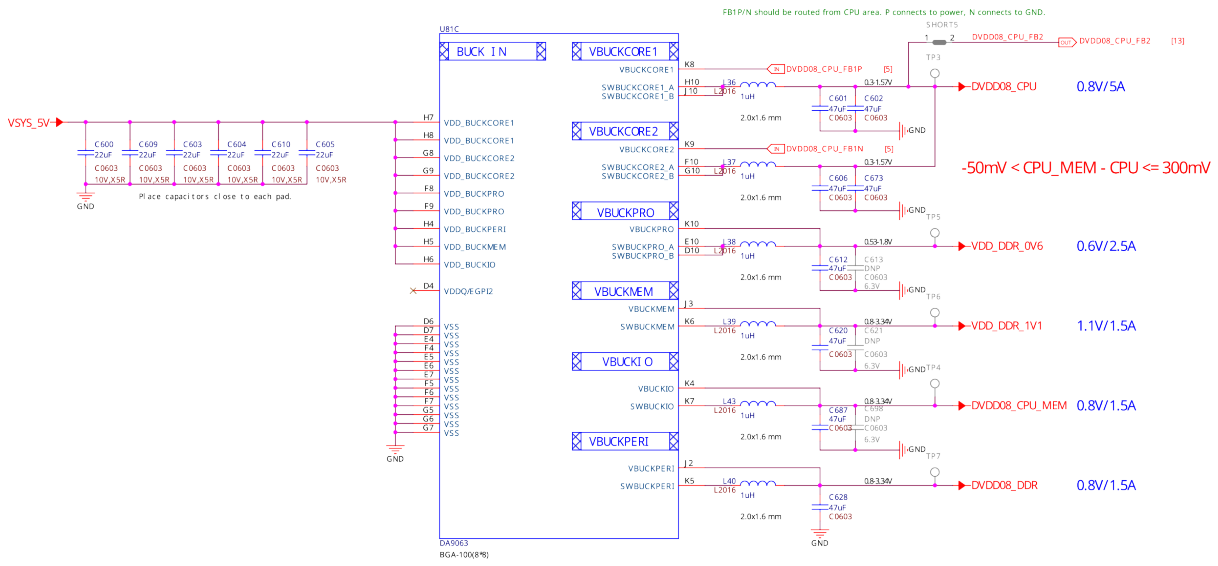 FB1P/N should be routed from CPU area. P connects to power, N connects to GND.
SHORT5
1 2 DVDD08_CPU_FB2 OUT DVDD08_CPU_FB2 [13]
U81C
BUCK IN
VBUCKCORE1
VBUCKCORE1 K8 IN DVDD08_CPU_FB1P [5]
TP3
SWBUCKCORE1_A H10
SWBUCKCORE1_B J10
L36
L2016
1uH
2.0x1.6 mm
0.3-1.57V
DVDD08_CPU 0.8V/5A
C601
47uF
C0603
C602
47uF
C0603
GND
VBUCKCORE2
VBUCKCORE2 K9 IN DVDD08_CPU_FB1N [5]
SWBUCKCORE2_A F10
SWBUCKCORE2_B G10
L37
L2016
1uH
2.0x1.6 mm
0.3-1.57V
-50mV < CPU_MEM - CPU <= 300mV
C606
47uF
C0603
C673
47uF
C0603
GND
VBUCKPRO
VBUCKPRO K10
TP5
SWBUCKPRO_A E10
SWBUCKPRO_B D10
L38
L2016
1uH
2.0x1.6 mm
0.53-1.8V
VDD_DDR_0V6 0.6V/2.5A
C612
47uF
C0603
C613
DNP
C0603
6.3V
GND
VBUCKMEM
VBUCKMEM J3
TP6
SWBUCKMEM K6
L39
L2016
1uH
2.0x1.6 mm
0.8-3.34V
VDD_DDR_1V1 1.1V/1.5A
C620
47uF
C0603
C621
DNP
C0603
6.3V
GND
VBUCKIO
VBUCKIO K4
TP4
SWBUCKIO K7
L43
L2016
1uH
2.0x1.6 mm
0.8-3.34V
DVDD08_CPU_MEM 0.8V/1.5A
C687
47uF
C0603
C698
DNP
C0603
6.3V
GND
VBUCKPERI
VBUCKPERI J2
TP7
SWBUCKPERI K5
L40
L2016
1uH
2.0x1.6 mm
0.8-3.34V
DVDD08_DDR 0.8V/1.5A
C628
47uF
C0603
GND
VSYS_5V
C600
22uF
C0603
10V,X5R
C609
22uF
C0603
10V,X5R
C603
22uF
C0603
10V,X5R
C604
22uF
C0603
10V,X5R
C610
22uF
C0603
10V,X5R
C605
22uF
C0603
10V,X5R
GND
Place capacitors close to each pad.
H7 VDD_BUCKCORE1
H8 VDD_BUCKCORE1
G8 VDD_BUCKCORE2
G9 VDD_BUCKCORE2
F8 VDD_BUCKPRO
F9 VDD_BUCKPRO
H4 VDD_BUCKPERI
H5 VDD_BUCKMEM
H6 VDD_BUCKIO
D4 VDDQ/EGPI2
D6 VSS
D7 VSS
E4 VSS
F4 VSS
E5 VSS
E6 VSS
E7 VSS
F5 VSS
F6 VSS
F7 VSS
G5 VSS
G6 VSS
G7 VSS
GND
DA9063
BGA-100(8*8)